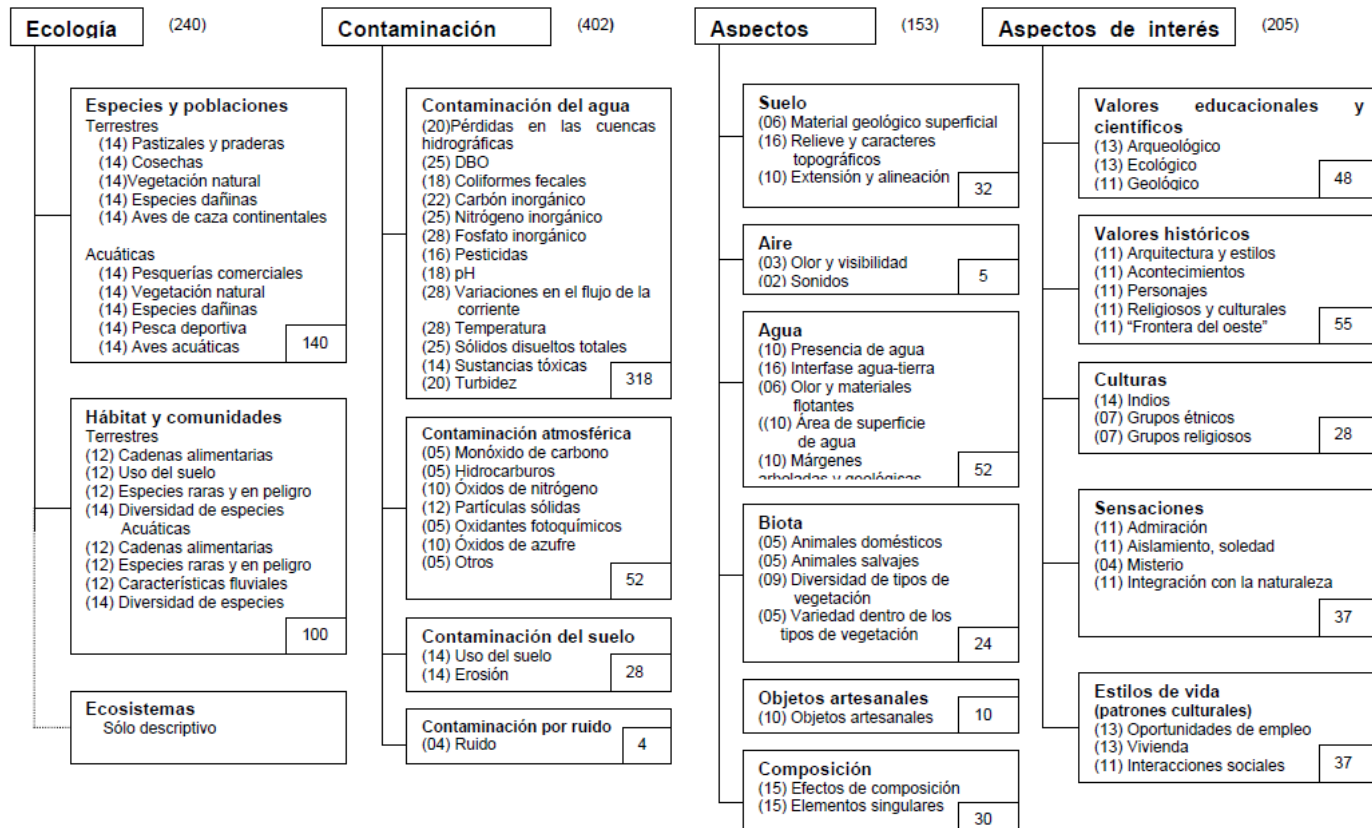 Ecología (240)
Especies y poblaciones
Terrestres
(14) Pastizales y praderas
(14) Cosechas
(14)Vegetación natural
(14) Especies dañinas
(14) Aves de caza continentales
Acuáticas
(14) Pesquerías comerciales
(14) Vegetación natural
(14) Especies dañinas
(14) Pesca deportiva
(14) Aves acuáticas
140
Hábitat y comunidades
Terrestres
(12) Cadenas alimentarias
(12) Uso del suelo
(12) Especies raras y en peligro
(14) Diversidad de especies
Acuáticas
(12) Cadenas alimentarias
(12) Especies raras y en peligro
(12) Características fluviales
(14) Diversidad de especies
100
Ecosistemas
Sólo descriptivo
Contaminación (402)
Contaminación del agua
(20)Pérdidas en las cuencas
hidrográficas
(25) DBO
(18) Coliformes fecales
(22) Carbón inorgánico
(25) Nitrógeno inorgánico
(28) Fosfato inorgánico
(16) Pesticidas
(18) pH
(28) Variaciones en el flujo de la
corriente
(28) Temperatura
(25) Sólidos disueltos totales
(14) Sustancias tóxicas
(20) Turbidez
318
Contaminación atmosférica
(05) Monóxido de carbono
(05) Hidrocarburos
(10) Óxidos de nitrógeno
(12) Partículas sólidas
(05) Oxidantes fotoquímicos
(10) Óxidos de azufre
(05) Otros
52
Contaminación del suelo
(14) Uso del suelo
(14) Erosión
28
Contaminación por ruido
(04) Ruido
4
Aspectos (153)
Suelo
(06) Material geológico superficial
(16) Relieve y caracteres
topográficos
(10) Extensión y alineación
32
Aire
(03) Olor y visibilidad
(02) Sonidos
5
Agua
(10) Presencia de agua
(16) Interfase agua-tierra
(06) Olor y materiales
flotantes
((10) Área de superficie
de agua
(10) Márgenes
arboladas y geológicas
52
Biota
(05) Animales domésticos
(05) Animales salvajes
(09) Diversidad de tipos de
vegetación
(05) Variedad dentro de los
tipos de vegetación
24
Objetos artesanales
(10) Objetos artesanales
10
Composición
(15) Efectos de composición
(15) Elementos singulares
30
Aspectos de interés (205)
Valores educacionales y
científicos
(13) Arqueológico
(13) Ecológico
(11) Geológico
48
Valores históricos
(11) Arquitectura y estilos
(11) Acontecimientos
(11) Personajes
(11) Religiosos y culturales
(11) “Frontera del oeste”
55
Culturas
(14) Indios
(07) Grupos étnicos
(07) Grupos religiosos
28
Sensaciones
(11) Admiración
(11) Aislamiento, soledad
(04) Misterio
(11) Integración con la naturaleza
37
Estilos de vida
(patrones culturales)
(13) Oportunidades de empleo
(13) Vivienda
(11) Interacciones sociales
37